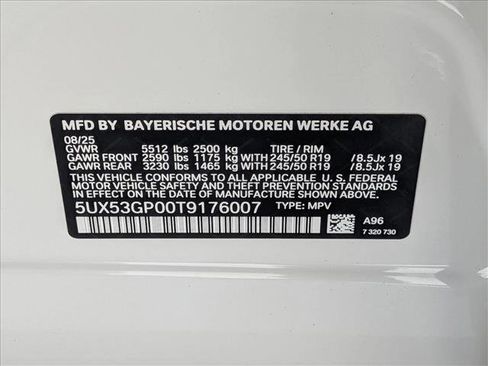 MFD BY BAYERISCHE MOTOREN WERKE AG
08/25
GVWR 5512 lbs 2500 kg TIRE / RIM
GAWR FRONT 2590 lbs 1175 kg W/ 245/50 R19 /8.5Jx 19
GAWR REAR 3230 lbs 1465 kg W/ 245/50 R19 /8.5Jx 19
THIS VEHICLE CONFORMS TO ALL APPLICABLE U. S. FEDERAL
MOTOR VEHICLE SAFETY, BUMPER, AND THEFT PREVENTION
STANDARDS IN EFFECT ON THE DATE OF MANUFACTURE
SHOWN ABOVE.
5UX53GP00T9176007 TYPE: MPV
A96
7 320 730